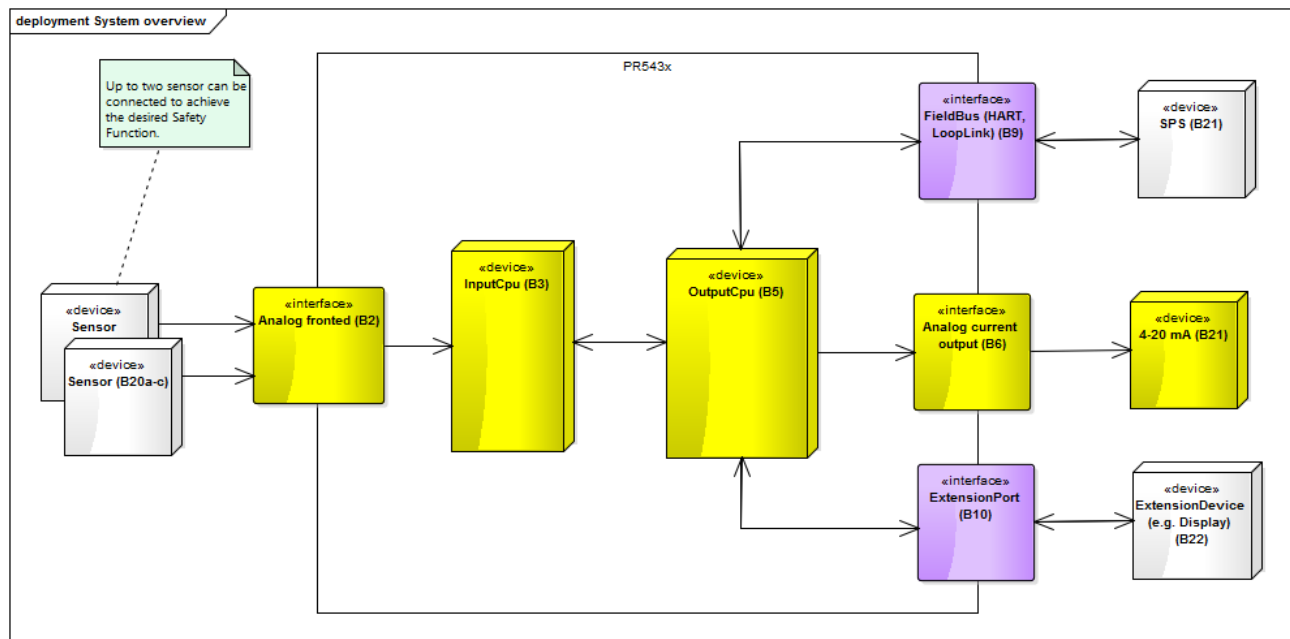 deployment System overview
Up to two sensor can be
connected to achieve
the desired Safety
Function.
PR543x
«device»
Sensor
«device»
Sensor (B20a-c)
«interface»
Analog fronted (B2)
«device»
InputCpu (B3)
«device»
OutputCpu (B5)
«interface»
FieldBus (HART,
LoopLink) (B9)
«device»
SPS (B21)
«interface»
Analog current
output (B6)
«device»
4-20 mA (B21)
«interface»
ExtensionPort
(B10)
«device»
ExtensionDevice
(e.g. Display)
(B22)